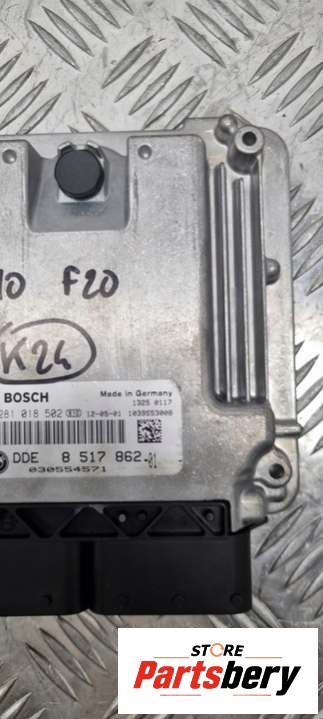 10 F20
K24
BOSCH
Made in Germany
1325 0117
281 018 502 12-05-01 1039S53008
DDE 8 517 862.01
030554571
STORE
Partsbery